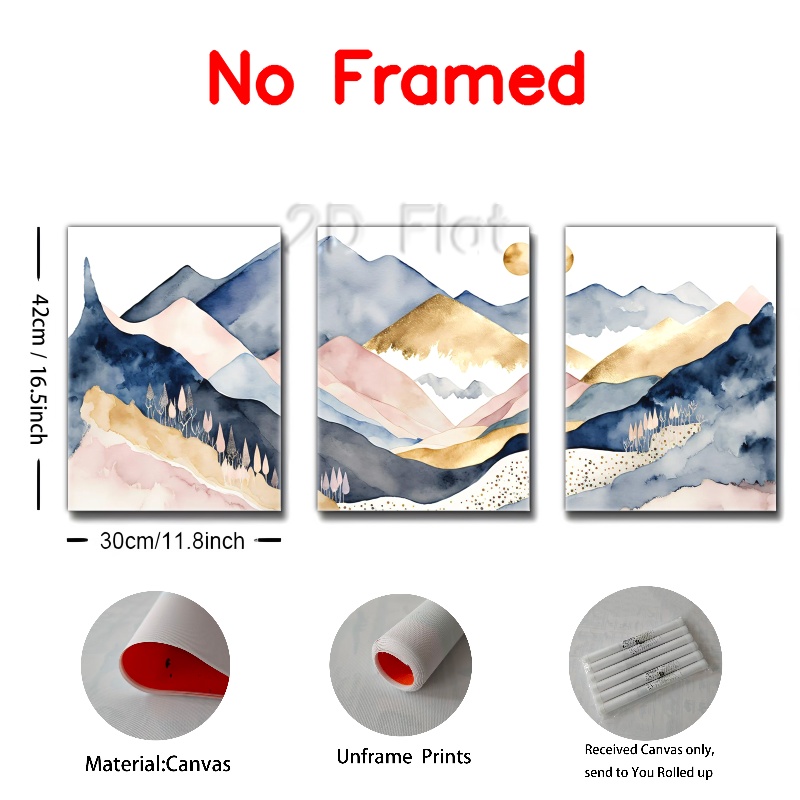 No Framed
2D Flat
42cm / 16.5inch
30cm/11.8inch
Material:Canvas
Unframe Prints
Received Canvas only,
send to You Rolled up